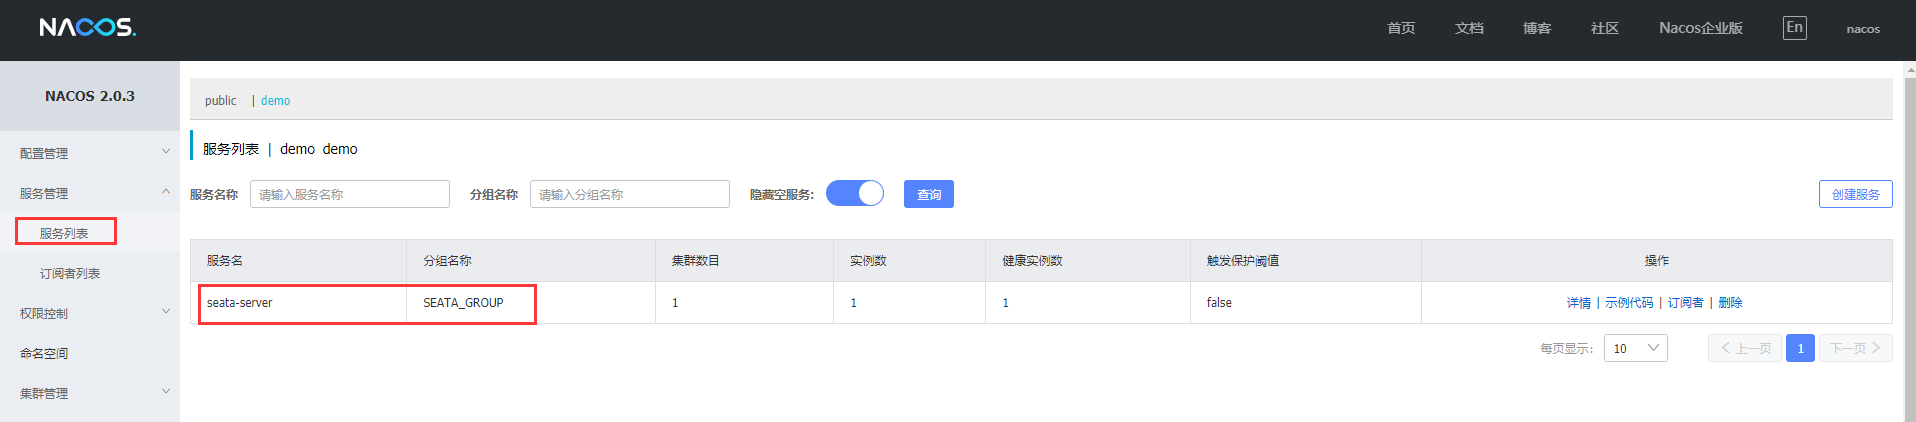 NACOS. 首页 文档 博客 社区 Nacos企业版 En nacos
NACOS 2.0.3
配置管理
服务管理
服务列表
订阅者列表
权限控制
命名空间
集群管理
public | demo
服务列表 | demo demo
服务名称 请输入服务名称 分组名称 请输入分组名称 隐藏空服务: 查询 创建服务
服务名 分组名称 集群数目 实例数 健康实例数 触发保护阈值 操作
seata-server SEATA_GROUP 1 1 1 false 详情 | 示例代码 | 订阅者 | 删除
每页显示: 10 上一页 1 下一页